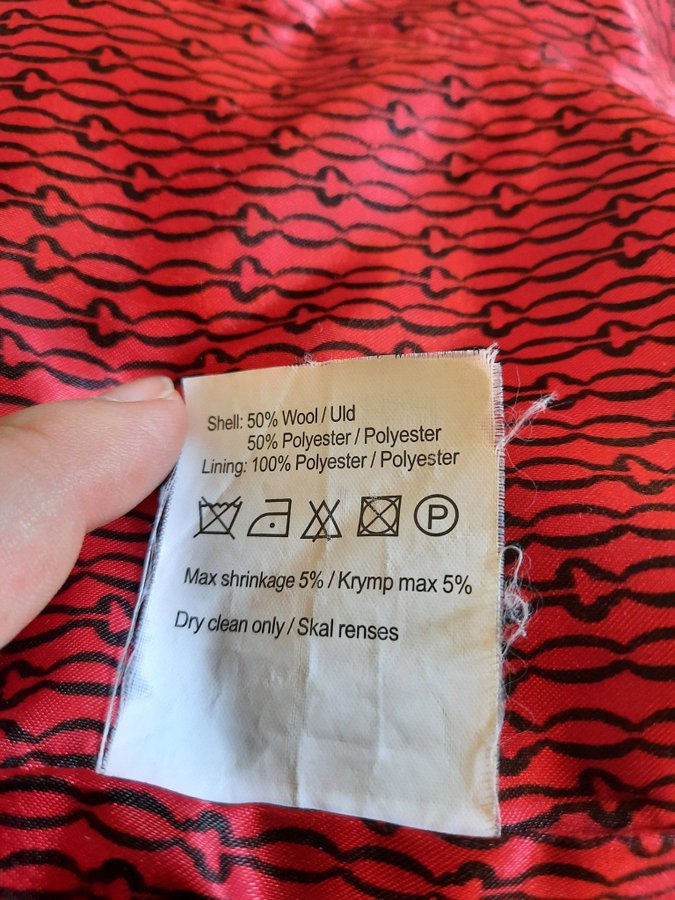 Shell: 50% Wool / Uld
50% Polyester / Polyester
Lining: 100% Polyester / Polyester
P
Max shrinkage 5% / Krymp max 5%
Dry clean only / Skal renses